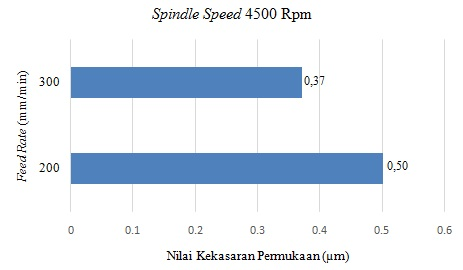 Spindle Speed 4500 Rpm
Feed Rate (mm/min)
300
0,37
200
0,50
0 0.1 0.2 0.3 0.4 0.5 0.6
Nilai Kekasaran Permukaan (µm)